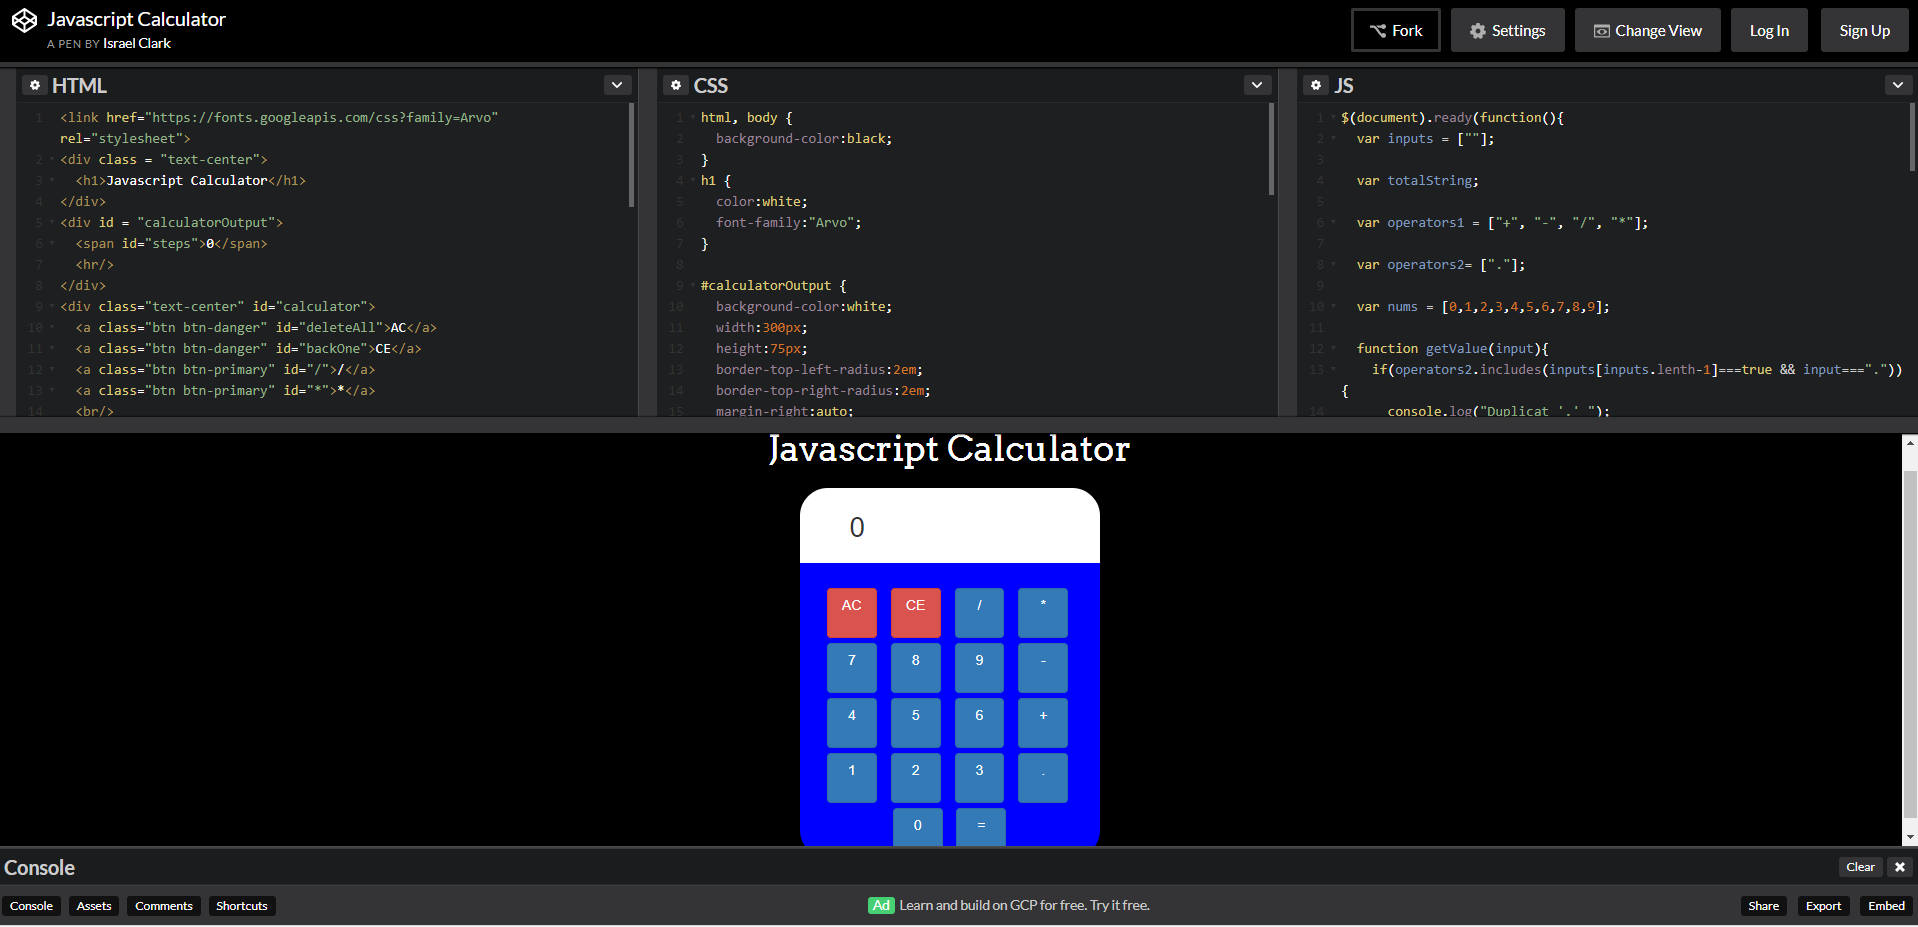 Javascript Calculator
A PEN BY Israel Clark
Fork
Settings
Change View
Log In
Sign Up
HTML
1 <link href="https://fonts.googleapis.com/css?family=Arvo"
rel="stylesheet">
2 <div class = "text-center">
3 <h1>Javascript Calculator</h1>
4 </div>
5 <div id = "calculatorOutput">
6 <span id="steps">0</span>
7 <hr/>
8 </div>
9 <div class="text-center" id="calculator">
10 <a class="btn btn-danger" id="deleteAll">AC</a>
11 <a class="btn btn-danger" id="backOne">CE</a>
12 <a class="btn btn-primary" id="/">/</a>
13 <a class="btn btn-primary" id="*">*</a>
14 <br/>
CSS
1 html, body {
2 background-color:black;
3 }
4 h1 {
5 color:white;
6 font-family:"Arvo";
7 }
8
9 #calculatorOutput {
10 background-color:white;
11 width:300px;
12 height:75px;
13 border-top-left-radius:2em;
14 border-top-right-radius:2em;
15 margin-right:auto;
JS
1 $(document).ready(function(){
2 var inputs = [""];
3
4 var totalString;
5
6 var operators1 = ["+", "-", "/", "*"];
7
8 var operators2= ["."];
9
10 var nums = [0,1,2,3,4,5,6,7,8,9];
11
12 function getValue(input){
13 if(operators2.includes(inputs[inputs.lenth-1]===true && input==="."))
{
14 console.log("Duplicat '.' ");
Javascript Calculator
0
AC CE / *
7 8 9 -
4 5 6 +
1 2 3 .
0 =
Console
Clear
Console Assets Comments Shortcuts
Ad Learn and build on GCP for free. Try it free.
Share Export Embed